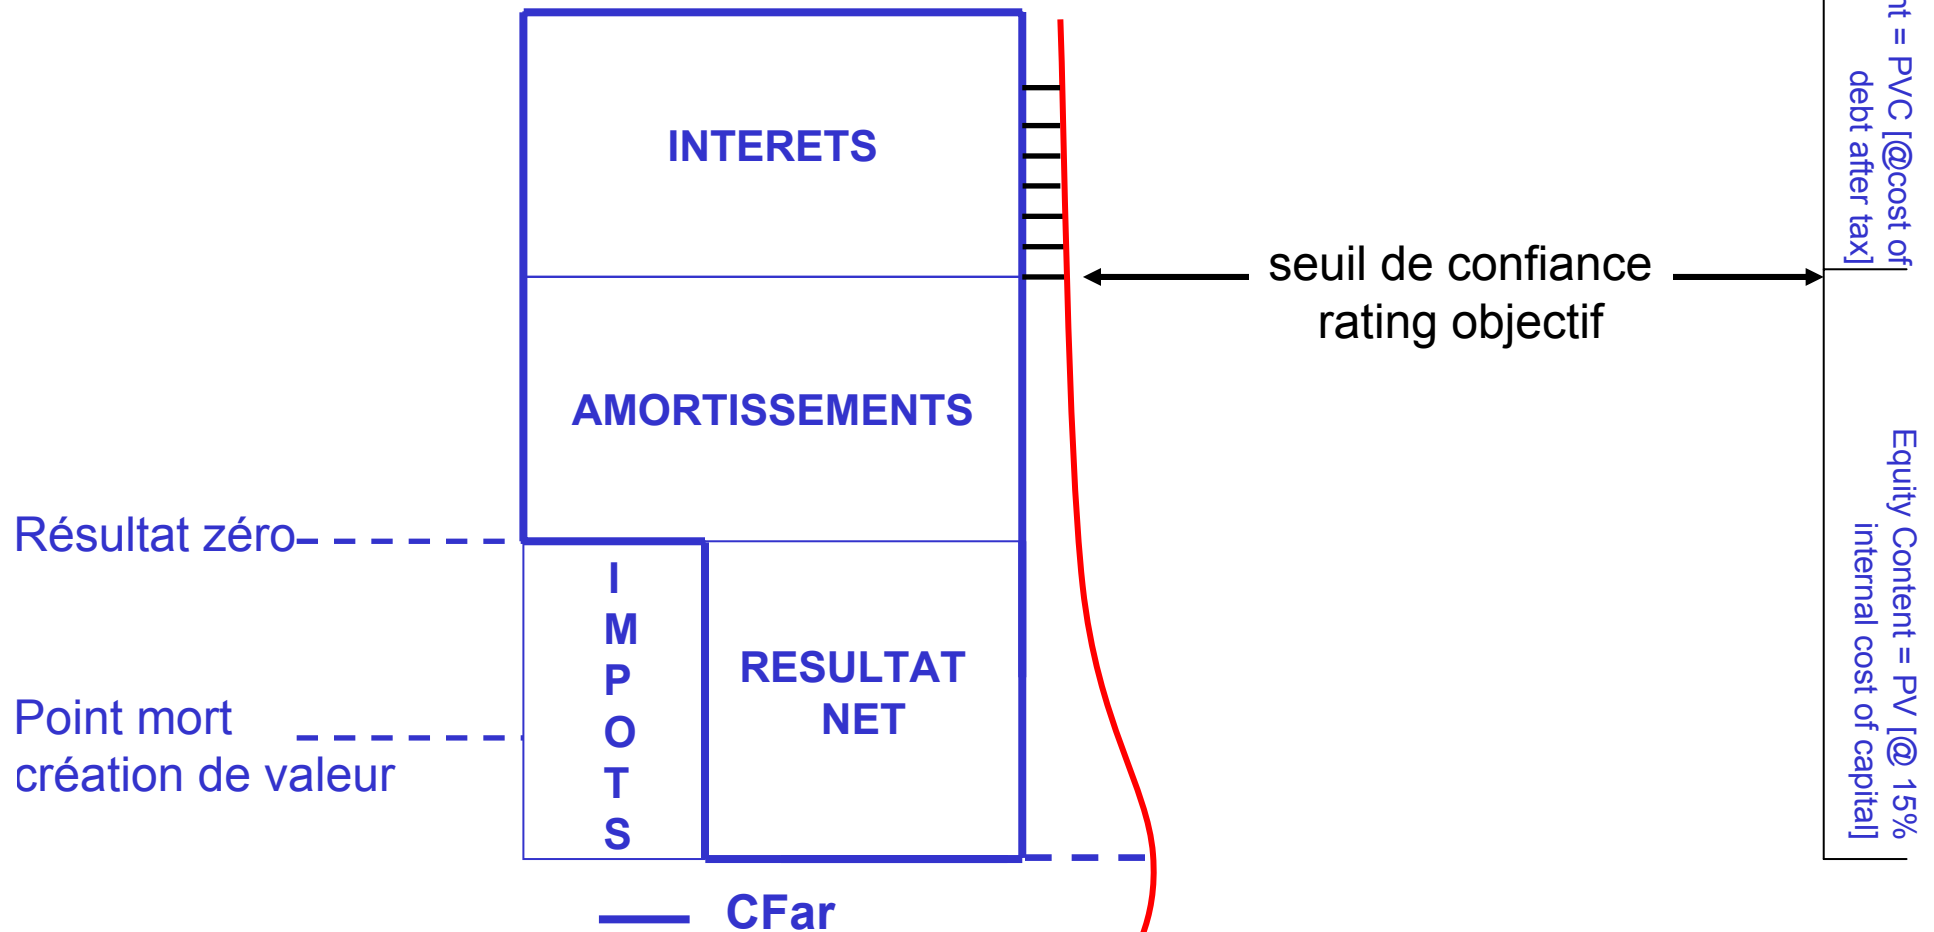 INTERETS
AMORTISSEMENTS
Résultat zéro
Point mort
création de valeur
I
M
P
O
T
S
RESULTAT
NET
CFar
seuil de confiance
rating objectif
= PVC [@cost of
debt after tax]
Equity Content = PV [@ 15%
internal cost of capital]